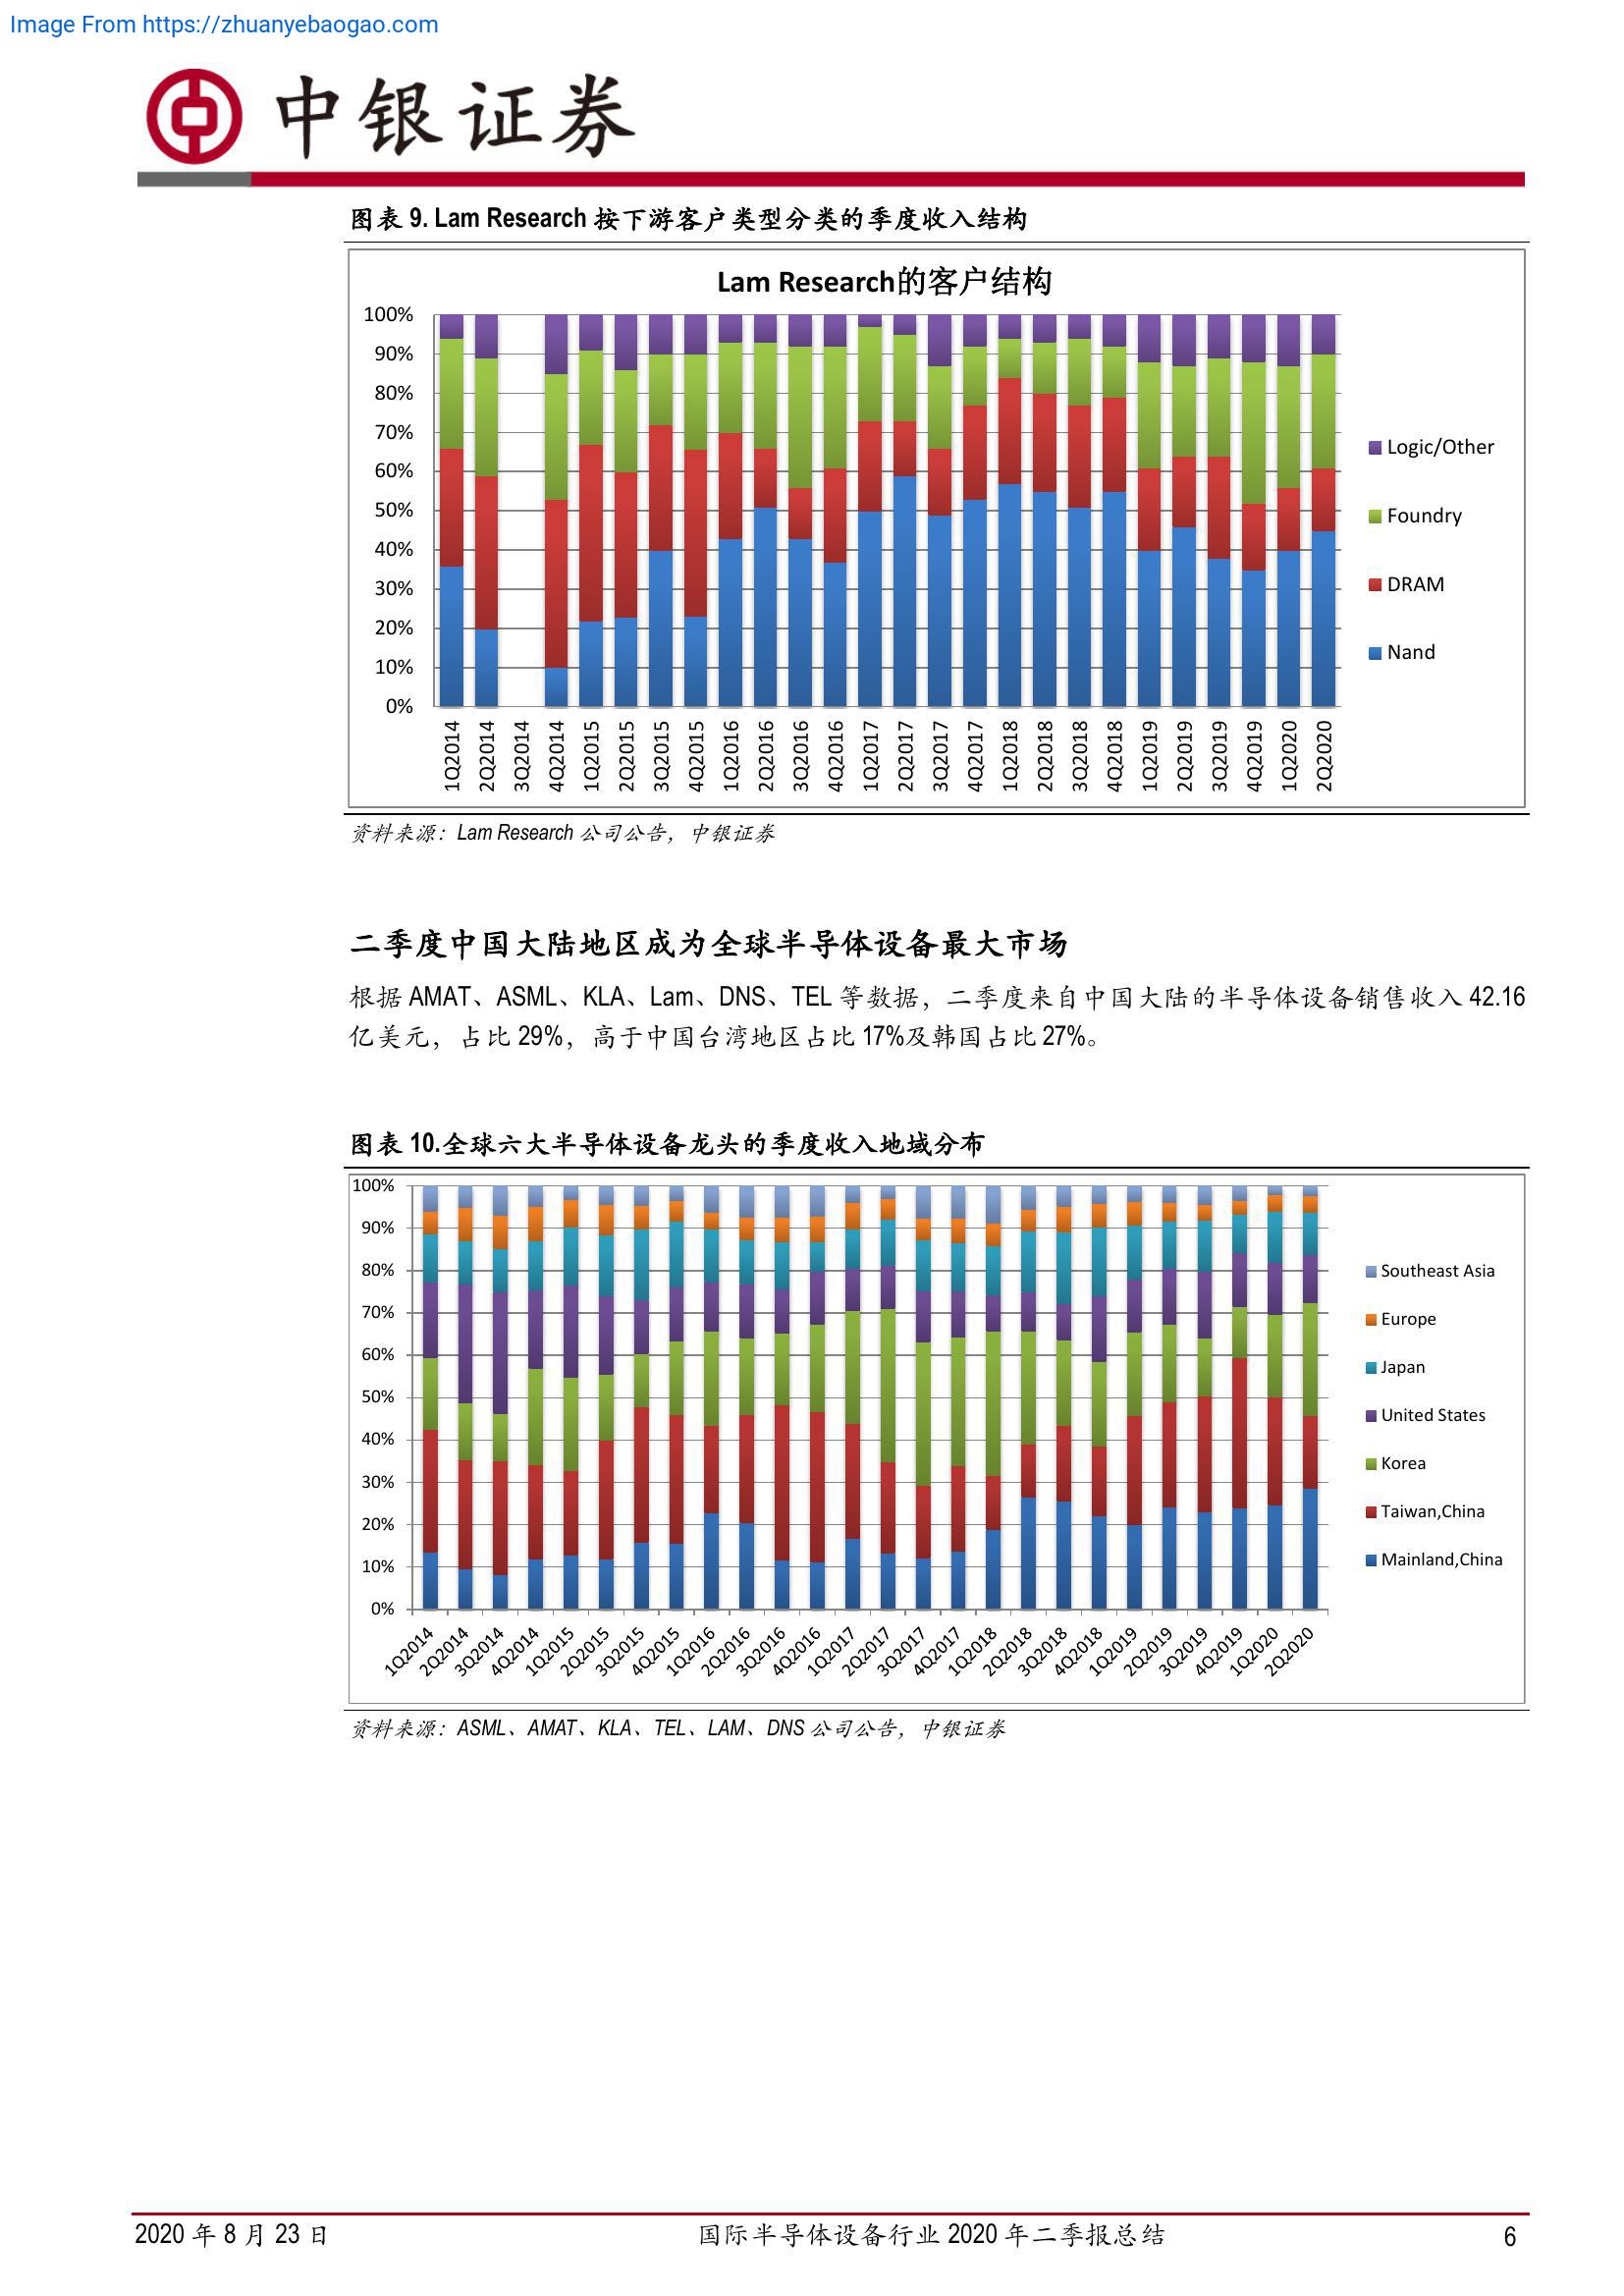 Image From https://zhuanyebaogao.com
中银证券
图表 9. Lam Research 按下游客户类型分类的季度收入结构
Lam Research的客户结构
100%
90%
80%
70%
60%
50%
40%
30%
20%
10%
0%
Logic/Other
Foundry
DRAM
Nand
1Q2014 2Q2014 3Q2014 4Q2014 1Q2015 2Q2015 3Q2015 4Q2015 1Q2016 2Q2016 3Q2016 4Q2016 1Q2017 2Q2017 3Q2017 4Q2017 1Q2018 2Q2018 3Q2018 4Q2018 1Q2019 2Q2019 3Q2019 4Q2019 1Q2020 2Q2020
资料来源：Lam Research 公司公告，中银证券
二季度中国大陆地区成为全球半导体设备最大市场
根据 AMAT、ASML、KLA、Lam、DNS、TEL 等数据，二季度来自中国大陆的半导体设备销售收入 42.16
亿美元，占比 29%，高于中国台湾地区占比 17%及韩国占比 27%。
图表 10.全球六大半导体设备龙头的季度收入地域分布
100%
90%
80%
70%
60%
50%
40%
30%
20%
10%
0%
Southeast Asia
Europe
Japan
United States
Korea
Taiwan,China
Mainland,China
1Q2014 2Q2014 3Q2014 4Q2014 1Q2015 2Q2015 3Q2015 4Q2015 1Q2016 2Q2016 3Q2016 4Q2016 1Q2017 2Q2017 3Q2017 4Q2017 1Q2018 2Q2018 3Q2018 4Q2018 1Q2019 2Q2019 3Q2019 4Q2019 1Q2020 2Q2020
资料来源：ASML、AMAT、KLA、TEL、LAM、DNS 公司公告，中银证券
2020 年 8 月 23 日 国际半导体设备行业 2020 年二季报总结 6